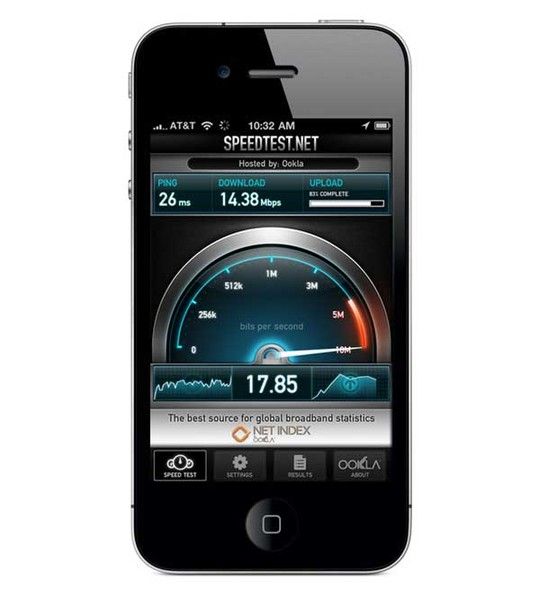 AT&T 10:32 AM
SPEEDTEST.NET
Hosted by: Ookla
PING DOWNLOAD UPLOAD
26 ms 14.38 Mbps 83% COMPLETE
1M
512k 3M
256k 5M
bits per second
0 10M
17.85
The best source for global broadband statistics
NET INDEX
OOKLA
SPEED TEST SETTINGS RESULTS OOKLA
ABOUT